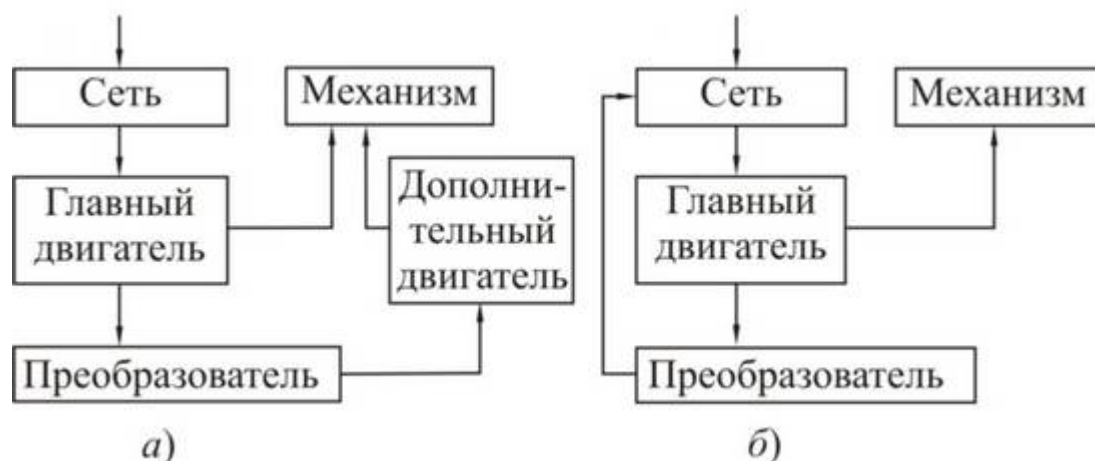 Сеть
Механизм
Главный
двигатель
Дополни-
тельный
двигатель
Преобразователь
а)
Сеть
Механизм
Главный
двигатель
Преобразователь
б)